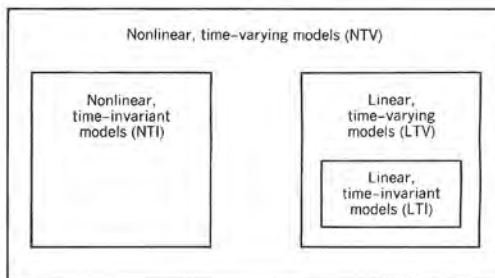 Nonlinear, time-varying models (NTV)
Nonlinear,
time-invariant
models (NTI)
Linear,
time-varying
models (LTV)
Linear,
time-invariant
models (LTI)